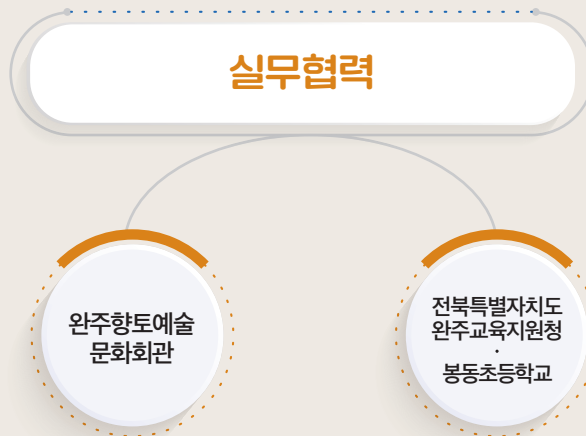 실무협력
완주향토예술
문화회관
전북특별자치도
완주교육지원청
·
봉동초등학교